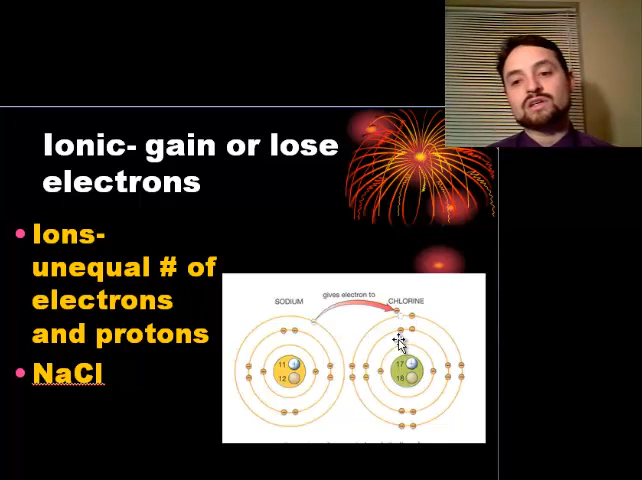 Ionic- gain or lose
electrons
• Ions-
unequal # of
electrons
and protons
• NaCl
gives electron to
SODIUM
CHLORINE
11 +
12
17 +
18